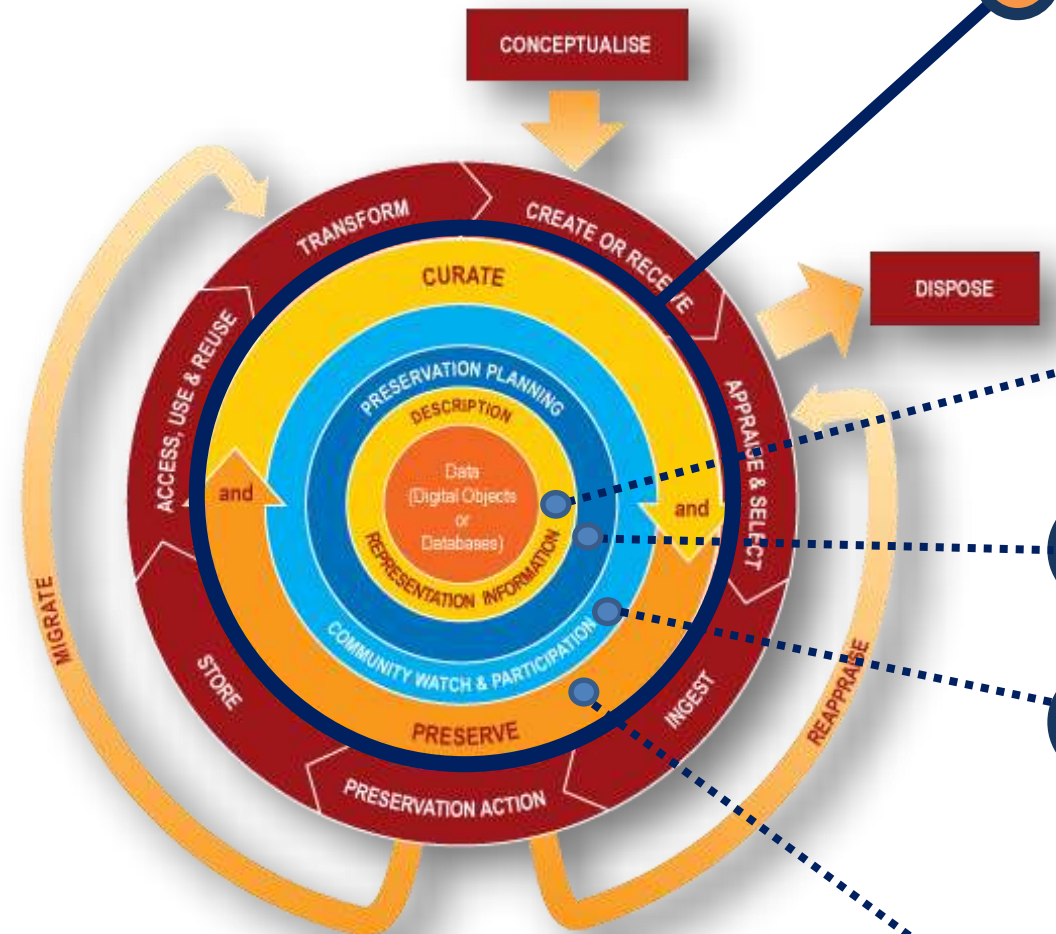 CONCEPTUALISE
TRANSFORM
CREATE OR RECEIVE
CURATE
DISPOSE
ACCESS, USE & REUSE
PRESERVATION PLANNING
DESCRIPTION
APPRAISE & SELECT
Data
(Digital Objects
or
Databases)
and
and
REPRESENTATION INFORMATION
COMMUNITY WATCH & PARTICIPATION
MIGRATE
STORE
INGEST
REAPPRAISE
PRESERVE
PRESERVATION ACTION